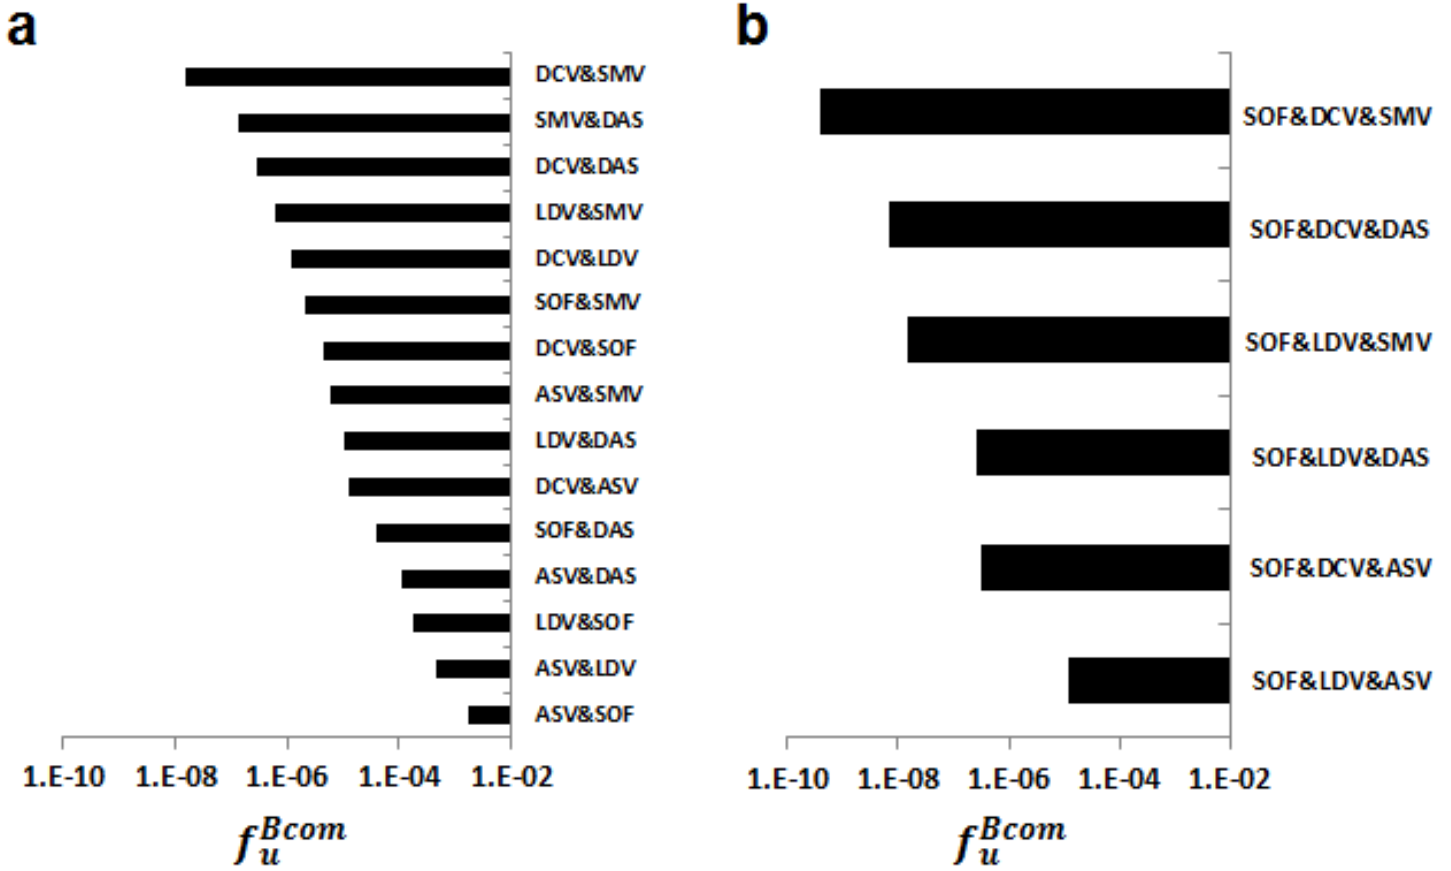 a
DCV&SMV
SMV&DAS
DCV&DAS
LDV&SMV
DCV&LDV
SOF&SMV
DCV&SOF
ASV&SMV
LDV&DAS
DCV&ASV
SOF&DAS
ASV&DAS
LDV&SOF
ASV&LDV
ASV&SOF
1.E-10 1.E-08 1.E-06 1.E-04 1.E-02
f_u^Bcom
b
SOF&DCV&SMV
SOF&DCV&DAS
SOF&LDV&SMV
SOF&LDV&DAS
SOF&DCV&ASV
SOF&LDV&ASV
1.E-10 1.E-08 1.E-06 1.E-04 1.E-02
f_u^Bcom